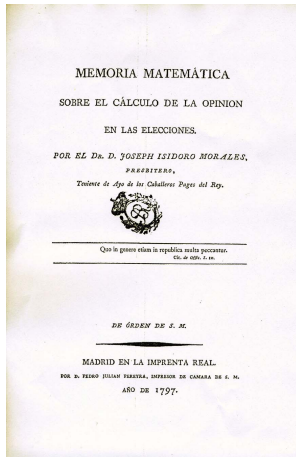 MEMORIA MATEMÁTICA
SOBRE EL CÁLCULO DE LA OPINION
EN LAS ELECCIONES.
POR EL DR. D. JOSEPH ISIDORO MORALES,
PRESBITERO,
Teniente de Ayo de los Caballeros Pages del Rey.
Quo in genere etiam in republica multa peccantur.
Cic. de Offic. l. 10.
DE ÓRDEN DE S. M.
MADRID EN LA IMPRENTA REAL.
POR D. PEDRO JULIAN PEREYRA, IMPRESOR DE CAMARA DE S. M.
AÑO DE 1797.